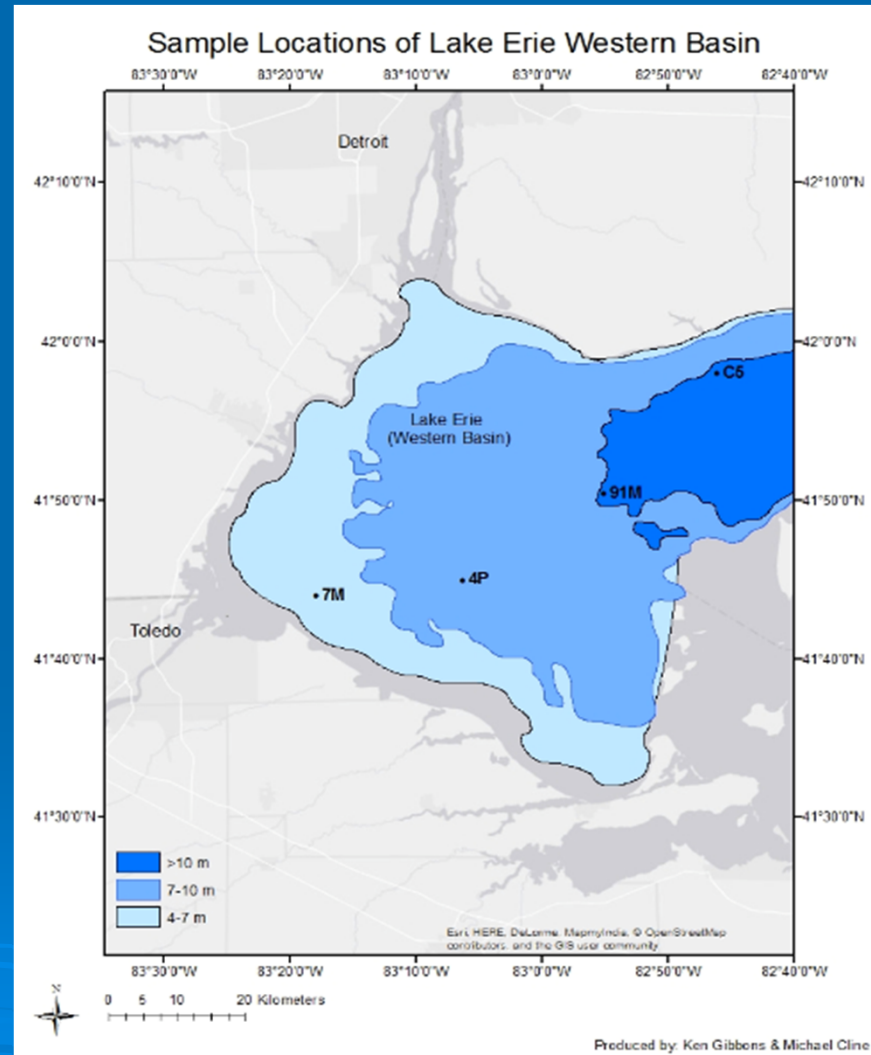 Sample Locations of Lake Erie Western Basin
83°30'0"W 83°20'0"W 83°10'0"W 83°0'0"W 82°50'0"W 82°40'0"W
Detroit
42°10'0"N 42°10'0"N
42°0'0"N 42°0'0"N
C5
Lake Erie
(Western Basin)
91M
41°50'0"N 41°50'0"N
4P
7M
Toledo
41°40'0"N 41°40'0"N
41°30'0"N 41°30'0"N
>10 m
7-10 m
4-7 m
Esri, HERE, DeLorme, MapmyIndia, © OpenStreetMap
contributors, and the GIS user community
83°30'0"W 83°20'0"W 83°10'0"W 83°0'0"W 82°50'0"W 82°40'0"W
N
0 5 10 20 Kilometers
Produced by: Ken Gibbons & Michael Cline